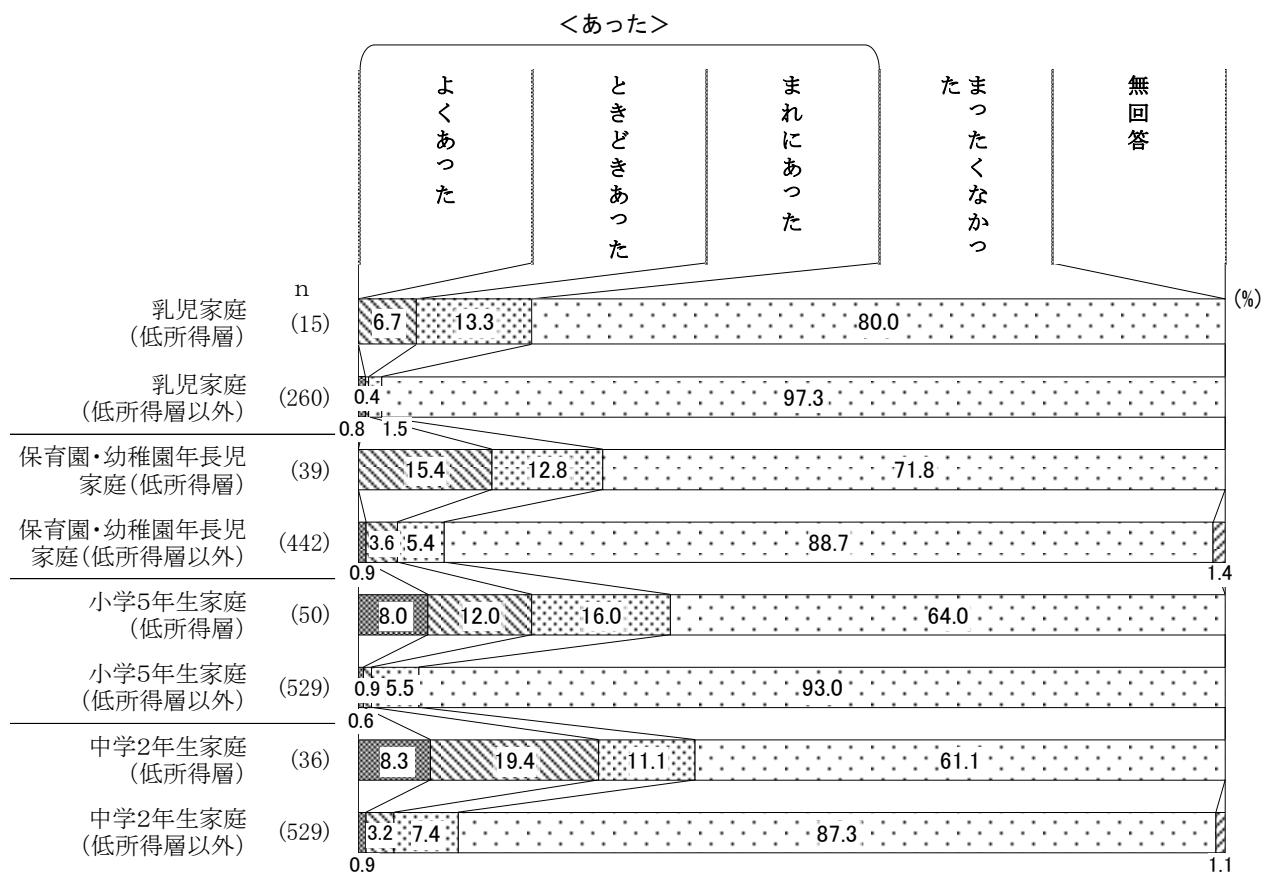 ＜あった＞
よくあった
ときどきあった
まれにあった
まったくなかっ
た
無回答
n
(%)
乳児家庭
(低所得層)
(15)
6.7
13.3
80.0
乳児家庭
(低所得層以外)
(260)
0.4
97.3
0.8
1.5
保育園・幼稚園年長児
家庭(低所得層)
(39)
15.4
12.8
71.8
保育園・幼稚園年長児
家庭(低所得層以外)
(442)
3.6
5.4
88.7
0.9
1.4
小学5年生家庭
(低所得層)
(50)
8.0
12.0
16.0
64.0
小学5年生家庭
(低所得層以外)
(529)
0.9
5.5
93.0
0.6
中学2年生家庭
(低所得層)
(36)
8.3
19.4
11.1
61.1
中学2年生家庭
(低所得層以外)
(529)
3.2
7.4
87.3
0.9
1.1